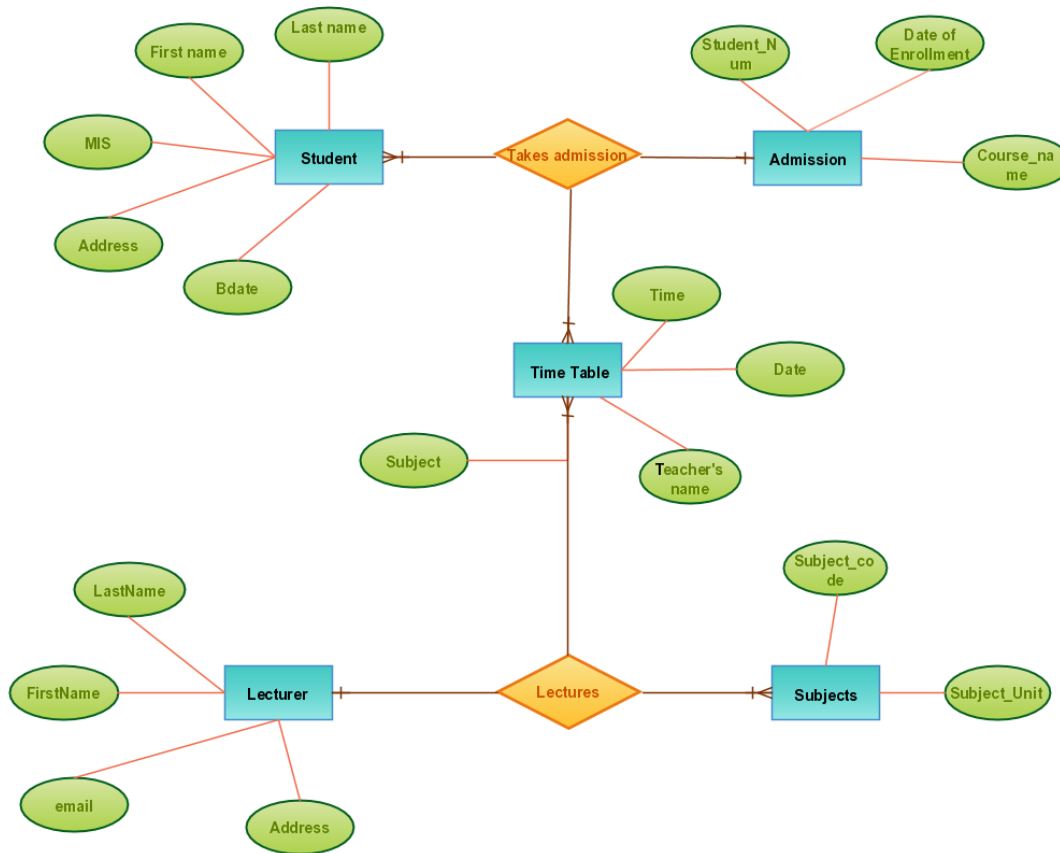 Last name
First name
Student_N
um
Date of
Enrollment
MIS
Student
Takes admission
Admission
Course_na
me
Address
Bdate
Time
Time Table
Date
Subject
Teacher's
name
Subject_co
de
LastName
FirstName
Lecturer
Lectures
Subjects
Subject_Unit
email
Address